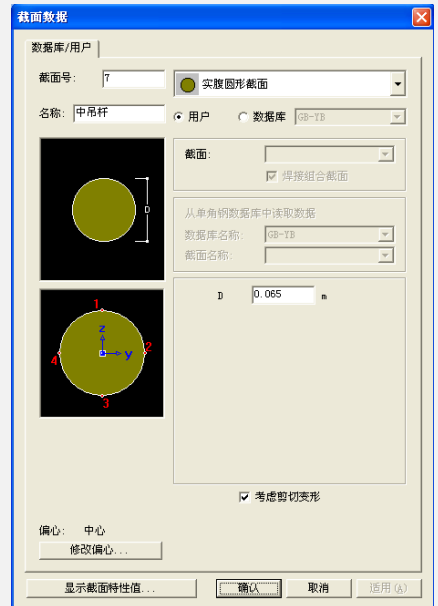 截面数据
数据库/用户
截面号: 7
实腹圆形截面
名称: 中吊杆
用户 数据库 GB-YB
截面:
焊接组合截面
D
从单角钢数据库中读取数据
数据库名称: GB-YB
截面名称:
D 0.065 m
1
z
4 y 2
3
考虑剪切变形
偏心: 中心
修改偏心...
显示截面特性值... 确认 取消 适用(A)